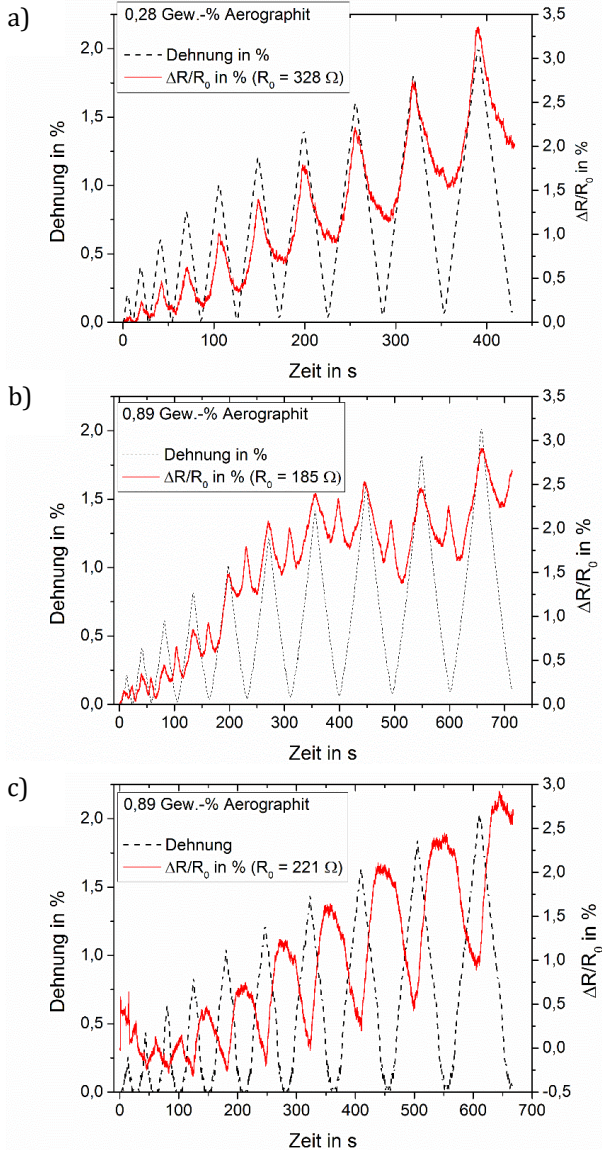 a)
0,28 Gew.-% Aerographit
Dehnung in %
ΔR/R0 in % (R0 = 328 Ω)
2,0
1,5
1,0
0,5
0,0
Dehnung in %
3,5
3,0
2,5
2,0
1,5
1,0
0,5
0,0
ΔR/R0 in %
0 100 200 300 400
Zeit in s
b)
0,89 Gew.-% Aerographit
Dehnung in %
ΔR/R0 in % (R0 = 185 Ω)
2,0
1,5
1,0
0,5
0,0
Dehnung in %
3,5
3,0
2,5
2,0
1,5
1,0
0,5
0,0
ΔR/R0 in %
0 100 200 300 400 500 600 700
Zeit in s
c)
0,89 Gew.-% Aerographit
Dehnung
ΔR/R0 in % (R0 = 221 Ω)
2,0
1,5
1,0
0,5
0,0
Dehnung in %
3,0
2,5
2,0
1,5
1,0
0,5
0,0
-0,5
ΔR/R0 in %
0 100 200 300 400 500 600 700
Zeit in s